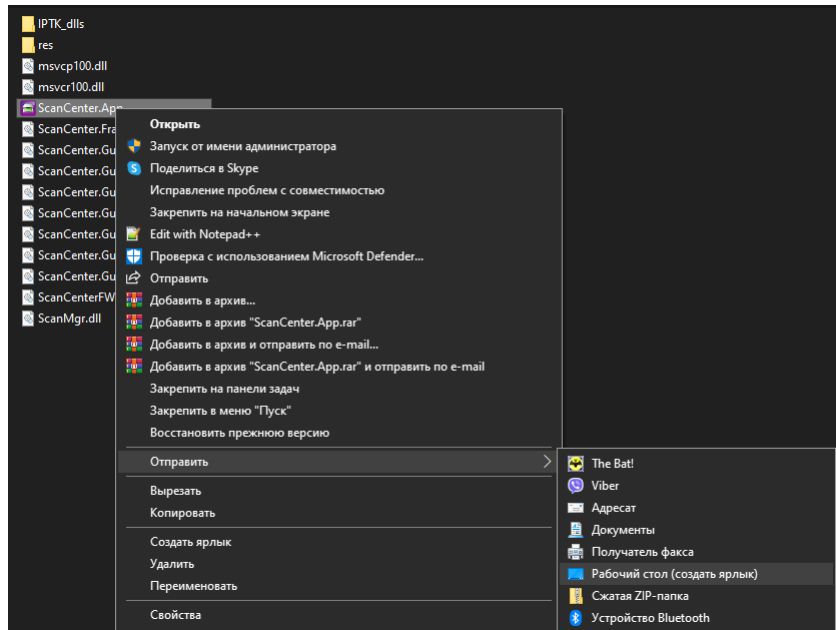 IPTK_dlls
res
msvcp100.dll
msvcr100.dll
ScanCenter.App
ScanCenter.Fra
ScanCenter.Gu
ScanCenter.Gu
ScanCenter.Gu
ScanCenter.Gu
ScanCenter.Gu
ScanCenter.Gu
ScanCenter.Gu
ScanCenterFW
ScanMgr.dll
Открыть
Запуск от имени администратора
Поделиться в Skype
Исправление проблем с совместимостью
Закрепить на начальном экране
Edit with Notepad++
Проверка с использованием Microsoft Defender...
Отправить
Добавить в архив...
Добавить в архив "ScanCenter.App.rar"
Добавить в архив и отправить по e-mail...
Добавить в архив "ScanCenter.App.rar" и отправить по e-mail
Закрепить на панели задач
Закрепить в меню "Пуск"
Восстановить прежнюю версию
Отправить
Вырезать
Копировать
Создать ярлык
Удалить
Переименовать
Свойства
The Bat!
Viber
Адресат
Документы
Получатель факса
Рабочий стол (создать ярлык)
Сжатая ZIP-папка
Устройство Bluetooth